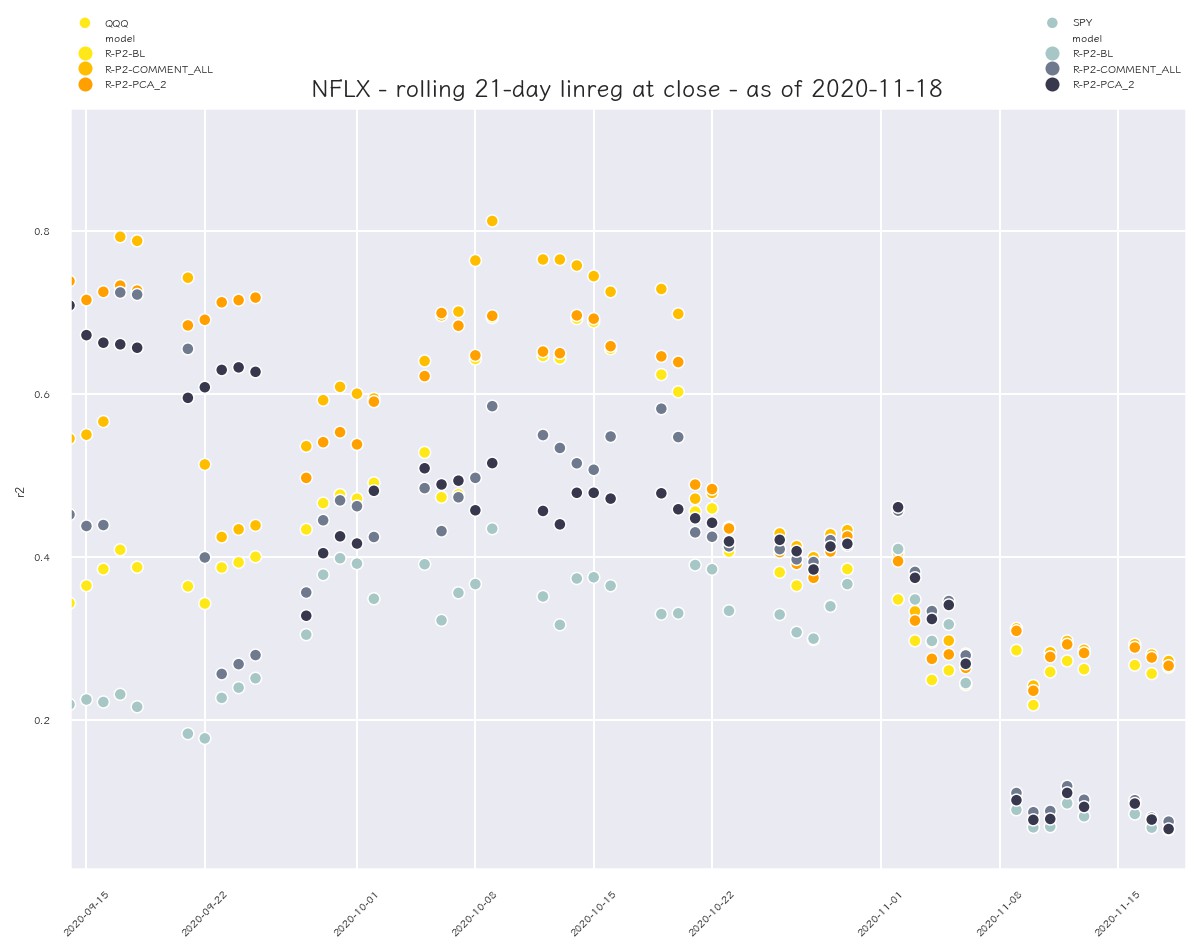 QQQ
model
R-P2-BL
R-P2-COMMENT_ALL
R-P2-PCA_2
SPY
model
R-P2-BL
R-P2-COMMENT_ALL
R-P2-PCA_2
NFLX - rolling 21-day linreg at close - as of 2020-11-18
r2
0.8
0.6
0.4
0.2
2020-09-15
2020-09-22
2020-10-01
2020-10-08
2020-10-15
2020-10-22
2020-11-01
2020-11-08
2020-11-15